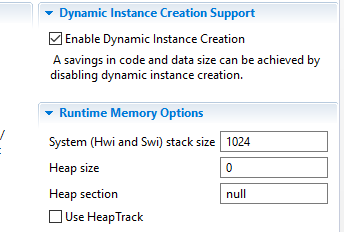 Dynamic Instance Creation Support
Enable Dynamic Instance Creation
A savings in code and data size can be achieved by
disabling dynamic instance creation.
Runtime Memory Options
/
System (Hwi and Swi) stack size 1024
Heap size 0
Heap section null
Use HeapTrack